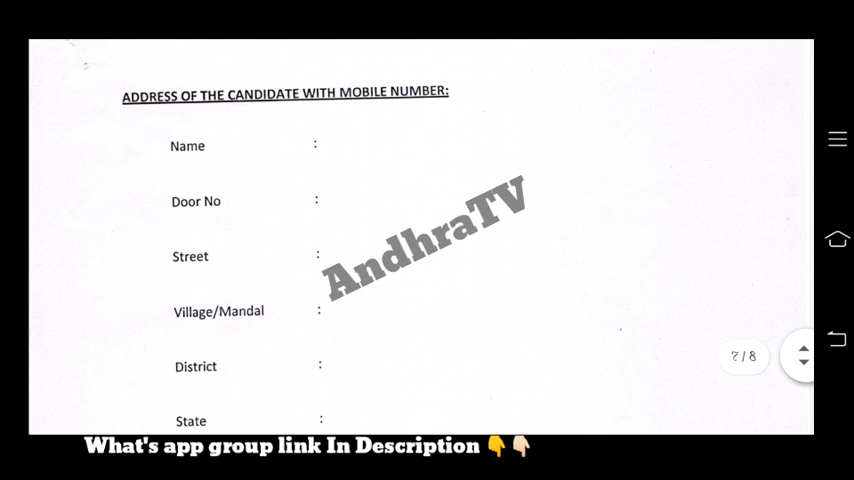 ADDRESS OF THE CANDIDATE WITH MOBILE NUMBER:
Name :
Door No :
Street :
AndhraTV
Village/Mandal :
District :
7/8
State :
What's app group link In Description 👇👇🏻